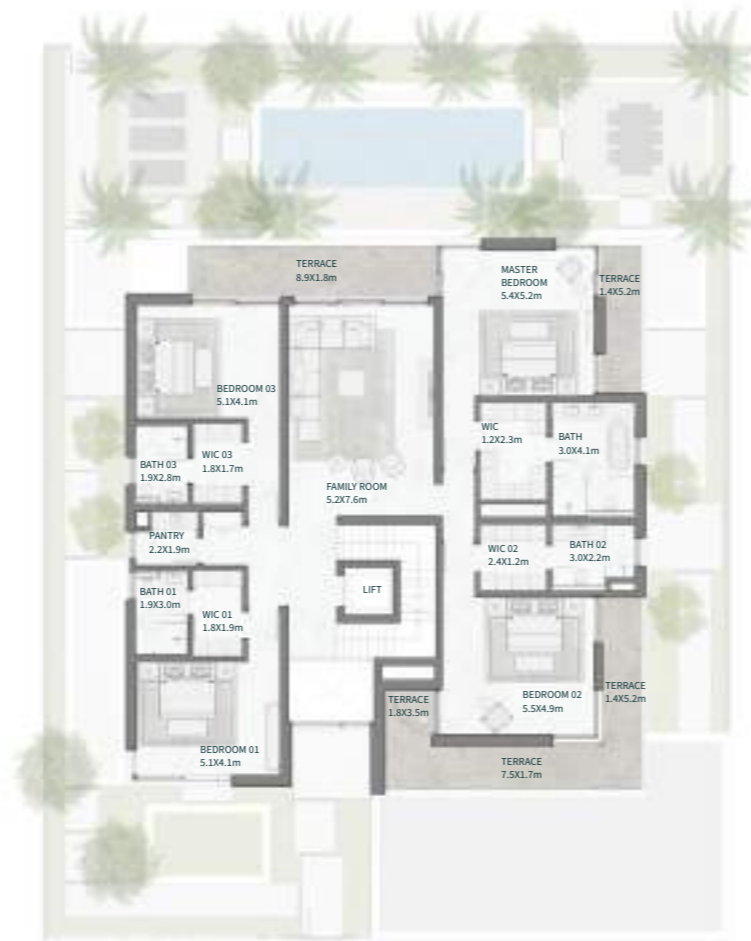 TERRACE
8.9X1.8m
MASTER
BEDROOM
5.4X5.2m
TERRACE
1.4X5.2m
BEDROOM 03
5.1X4.1m
WIC
1.2X2.3m
BATH
3.0X4.1m
BATH 03
1.9X2.8m
WIC 03
1.8X1.7m
FAMILY ROOM
5.2X7.6m
PANTRY
2.2X1.9m
WIC 02
2.4X1.2m
BATH 02
3.0X2.2m
BATH 01
1.9X3.0m
WIC 01
1.8X1.9m
LIFT
TERRACE
1.8X3.5m
BEDROOM 02
5.5X4.9m
TERRACE
1.4X5.2m
BEDROOM 01
5.1X4.1m
TERRACE
7.5X1.7m